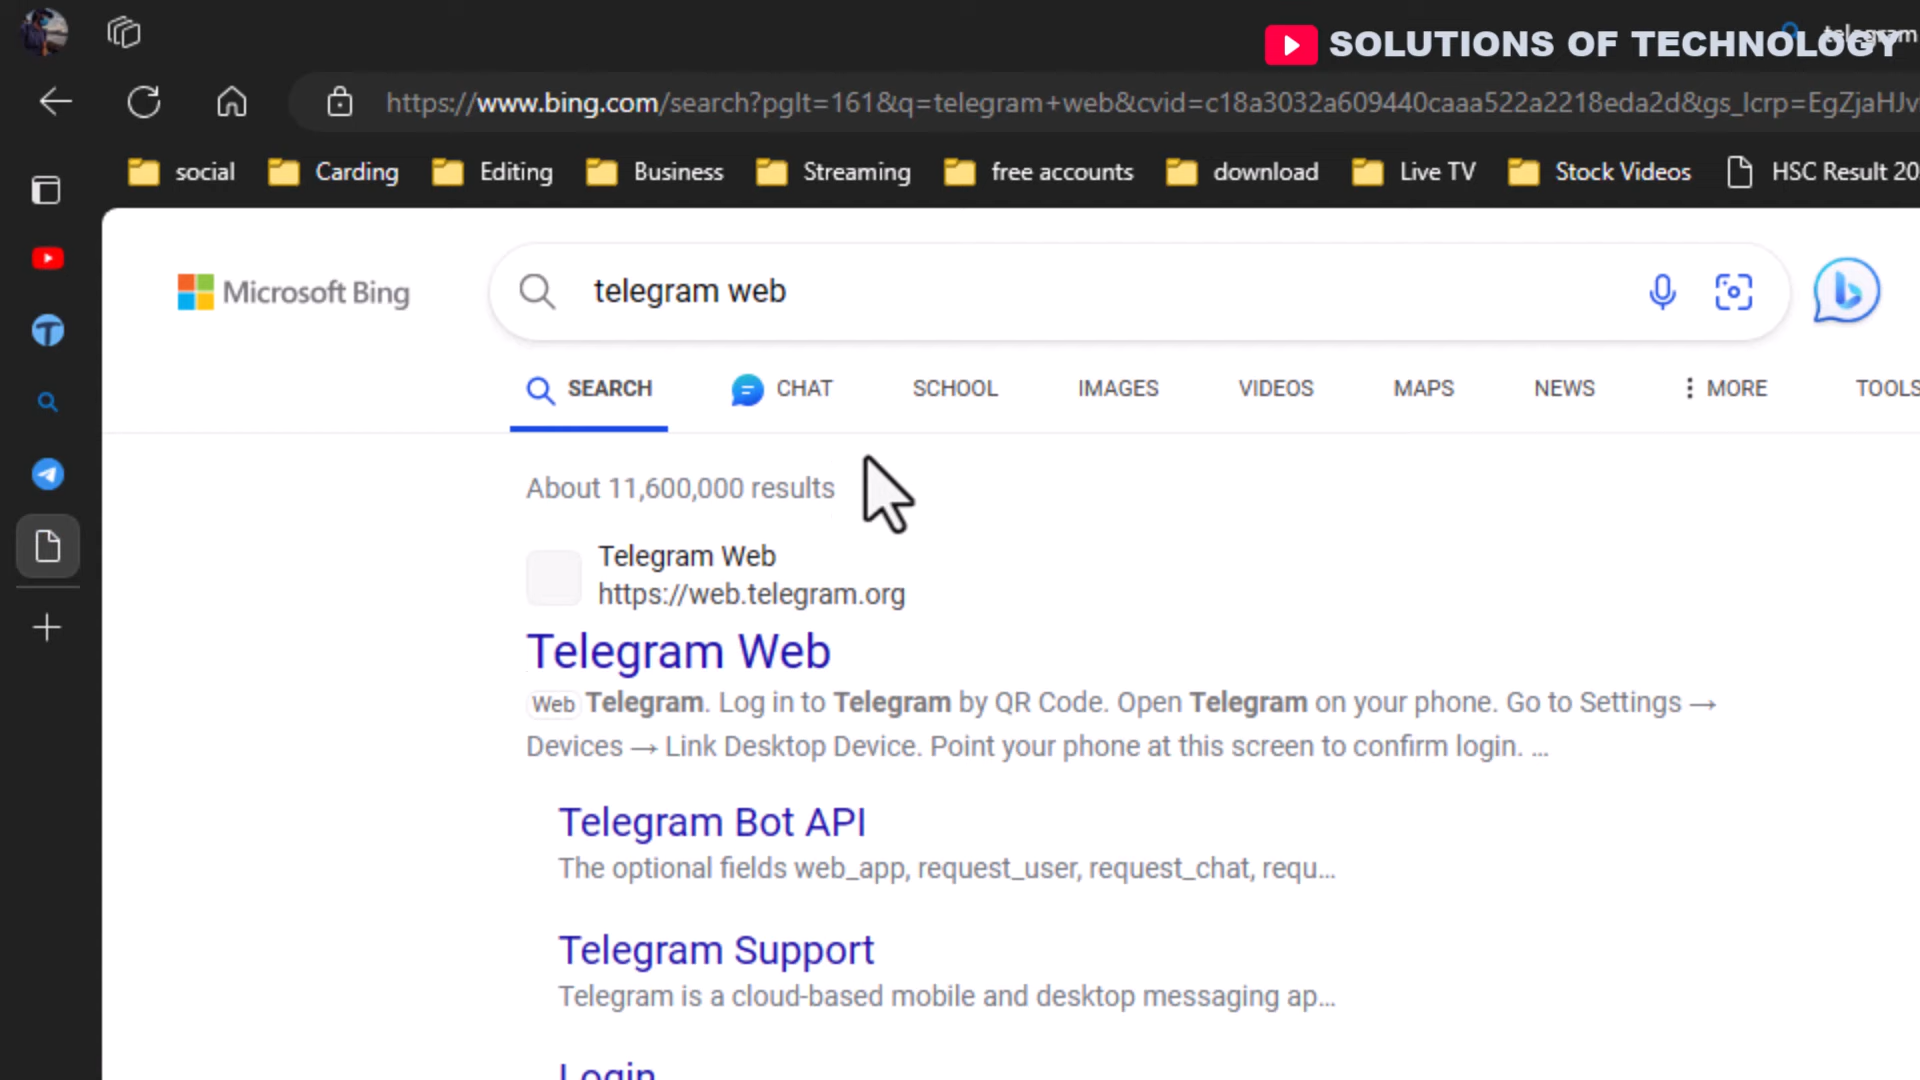 SOLUTIONS OF TECHNOLOGY
telegram
https://www.bing.com/search?pglt=161&q=telegram+web&cvid=c18a3032a609440caaa522a2218eda2d&gs_lcrp=EgZjaHJv
social Carding Editing Business Streaming free accounts download Live TV Stock Videos HSC Result 20
Microsoft Bing
telegram web
SEARCH CHAT SCHOOL IMAGES VIDEOS MAPS NEWS MORE TOOLS
About 11,600,000 results
Telegram Web
https://web.telegram.org
Telegram Web
Web Telegram. Log in to Telegram by QR Code. Open Telegram on your phone. Go to Settings →
Devices → Link Desktop Device. Point your phone at this screen to confirm login. ...
Telegram Bot API
The optional fields web_app, request_user, request_chat, requ...
Telegram Support
Telegram is a cloud-based mobile and desktop messaging ap...
Login